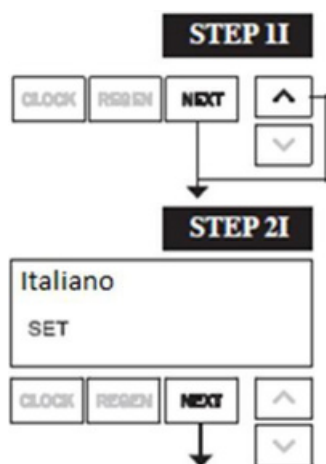 STEP 1I
CLOCK REGEN NEXT
STEP 2I
Italiano
SET
CLOCK REGEN NEXT